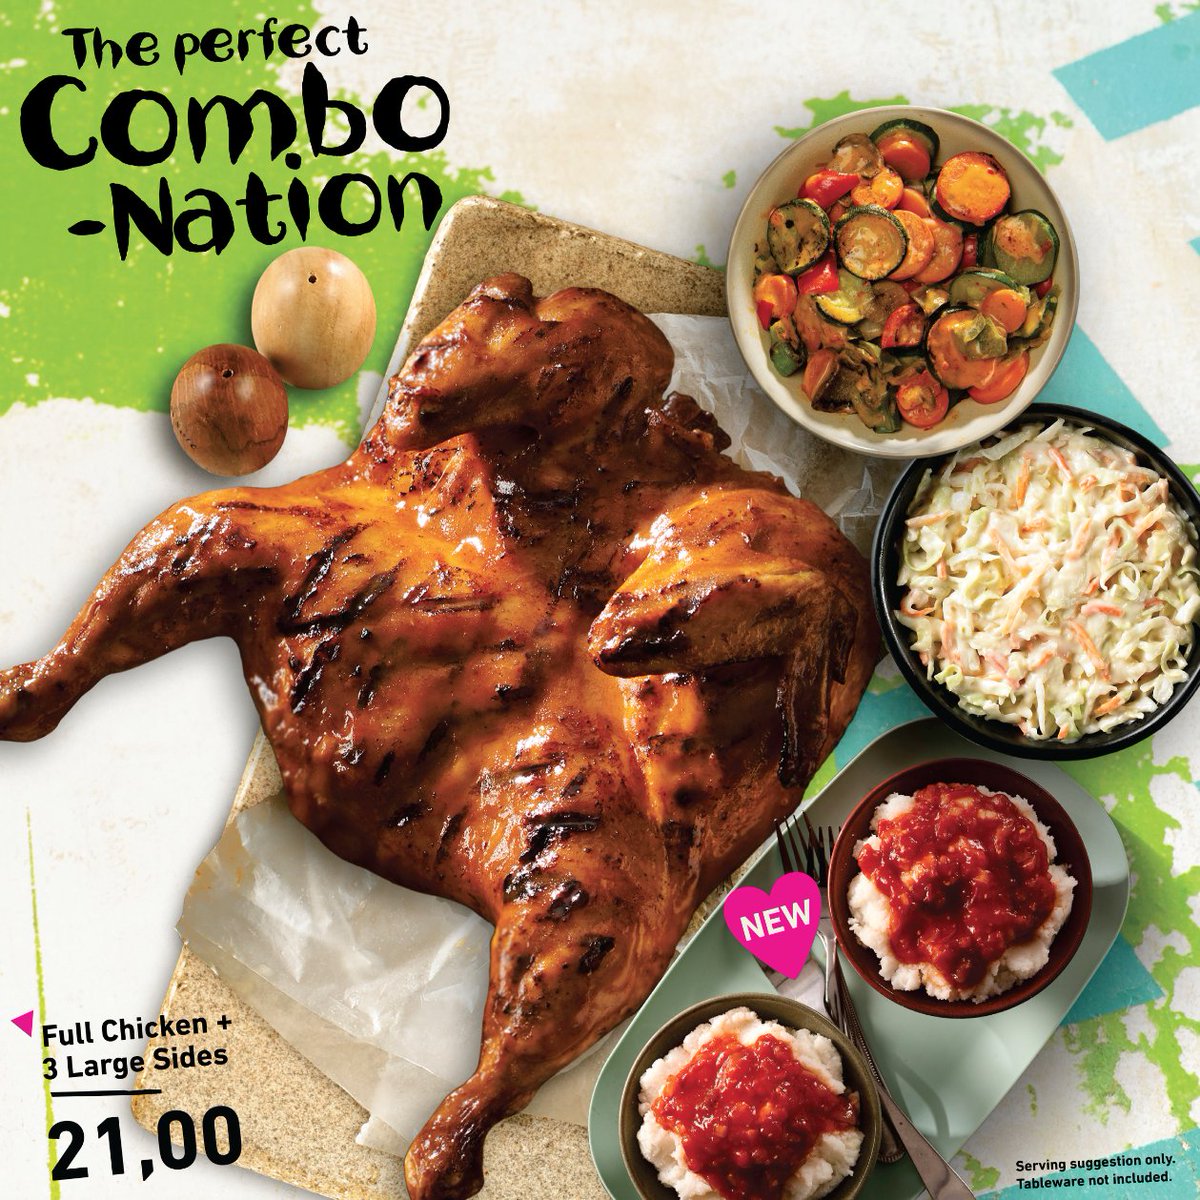 The perfect
Combo
-Nation
NEW
Full Chicken +
3 Large Sides
21,00
Serving suggestion only.
Tableware not included.